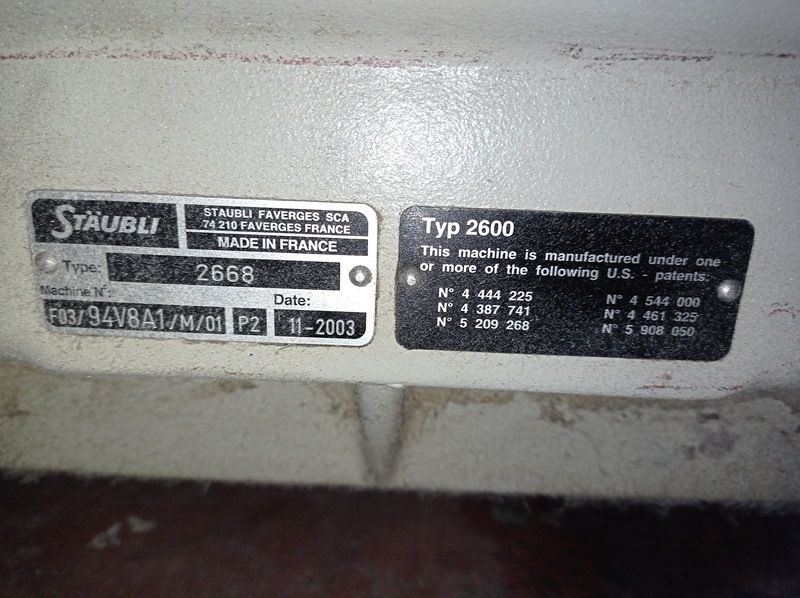 STÄUBLI
STAUBLI FAVERGES SCA
74 210 FAVERGES FRANCE
MADE IN FRANCE
Type: 2668
Machine N°:
Date:
F03/94V8A1/M/01 P2 11-2003
Typ 2600
This machine is manufactured under one
or more of the following U.S. - patents:
N° 4 444 225 N° 4 544 000
N° 4 387 741 N° 4 461 325
N° 5 209 268 N° 5 908 050